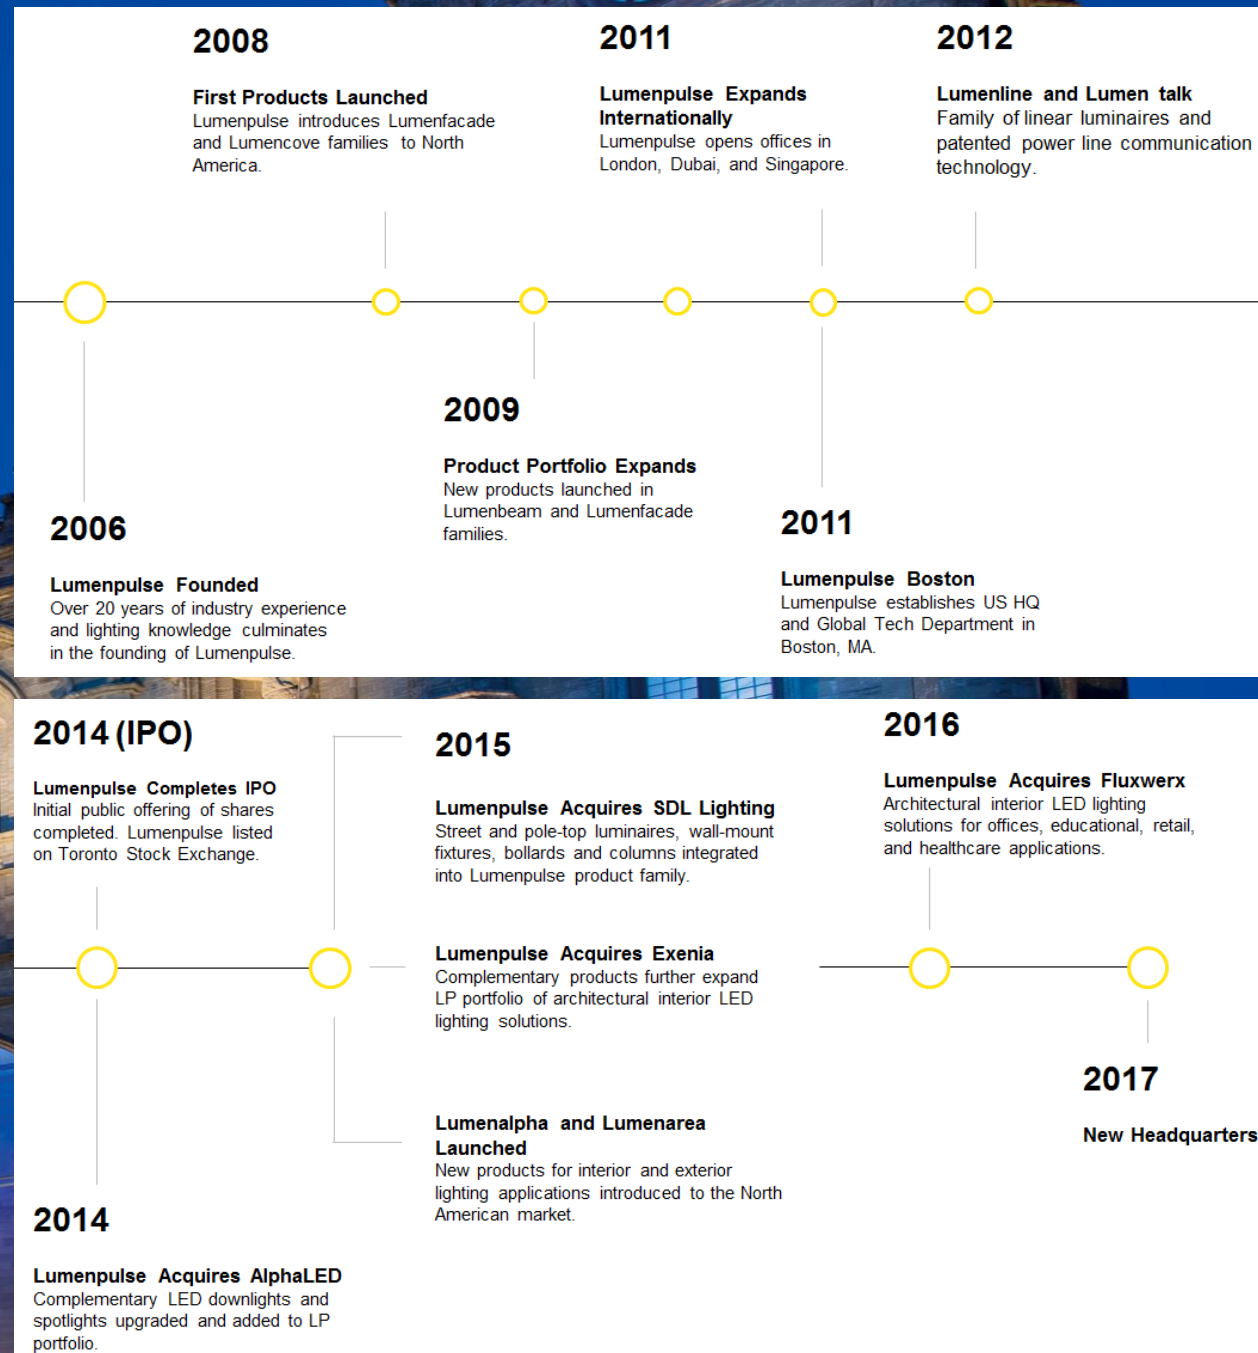 2008
First Products Launched
Lumenpulse introduces Lumenfacade
and Lumencove families to North
America.
2011
Lumenpulse Expands
Internationally
Lumenpulse opens offices in
London, Dubai, and Singapore.
2012
Lumenline and Lumen talk
Family of linear luminaires and
patented power line communication
technology.
2006
Lumenpulse Founded
Over 20 years of industry experience
and lighting knowledge culminates
in the founding of Lumenpulse.
2009
Product Portfolio Expands
New products launched in
Lumenbeam and Lumenfacade
families.
2011
Lumenpulse Boston
Lumenpulse establishes US HQ
and Global Tech Department in
Boston, MA.
2014 (IPO)
Lumenpulse Completes IPO
Initial public offering of shares
completed. Lumenpulse listed
on Toronto Stock Exchange.
2014
Lumenpulse Acquires AlphaLED
Complementary LED downlights and
spotlights upgraded and added to LP
portfolio.
2015
Lumenpulse Acquires SDL Lighting
Street and pole-top luminaires, wall-mount
fixtures, bollards and columns integrated
into Lumenpulse product family.
Lumenpulse Acquires Exenia
Complementary products further expand
LP portfolio of architectural interior LED
lighting solutions.
Lumenalpha and Lumenarea
Launched
New products for interior and exterior
lighting applications introduced to the North
American market.
2016
Lumenpulse Acquires Fluxwerx
Architectural interior LED lighting
solutions for offices, educational, retail,
and healthcare applications.
2017
New Headquarters